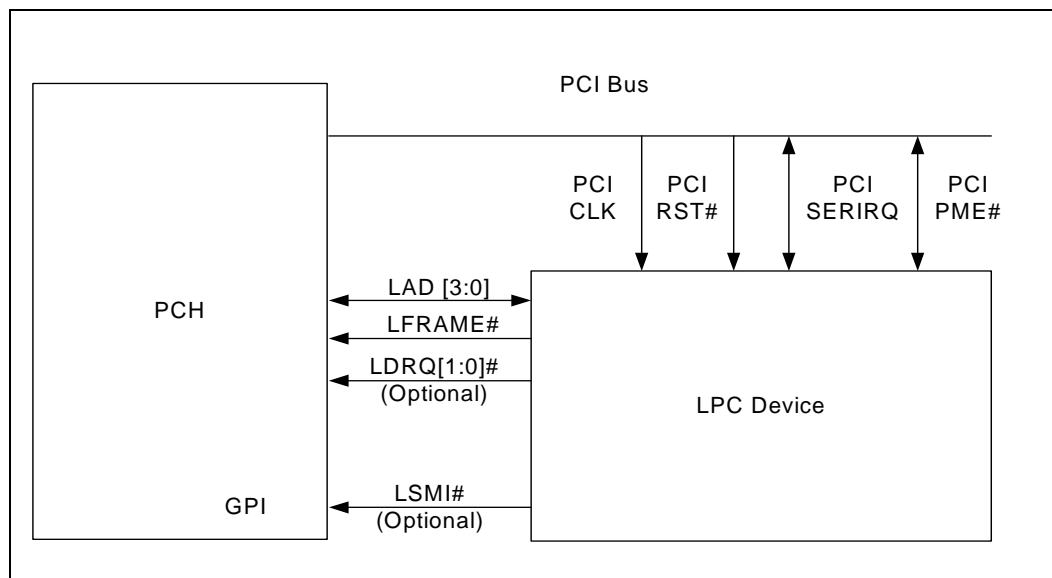 PCI Bus
PCI
CLK
PCI
RST#
PCI
SERIRQ
PCI
PME#
LAD [3:0]
PCH
LFRAME#
LDRQ[1:0]#
(Optional)
LPC Device
LSMI#
GPI
(Optional)